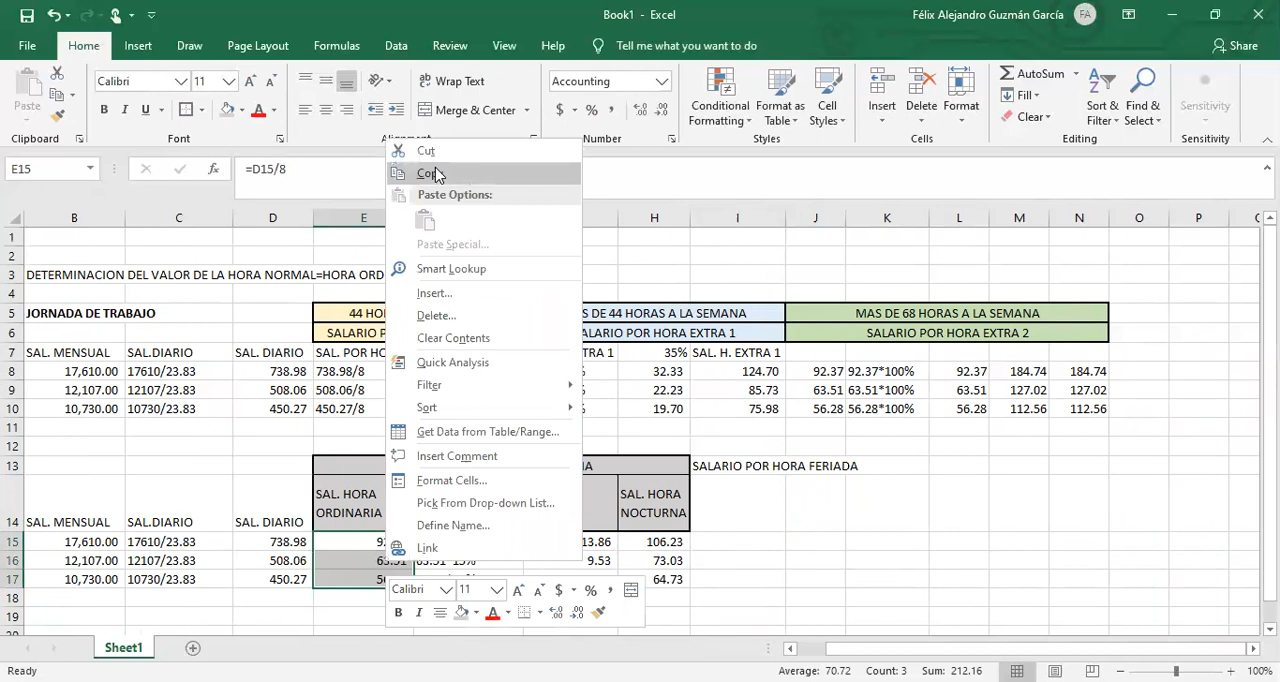 Book1 - Excel
Félix Alejandro Guzmán García FA
File Home Insert Draw Page Layout Formulas Data Review View Help Tell me what you want to do Share
Paste Calibri 11 Wrap Text Accounting Conditional Formatting Format as Table Cell Styles Insert Delete Format AutoSum Fill Clear Sort & Filter Find & Select Sensitivity
B I U A Merge & Center $ % ,
Clipboard Font Alignment Number Styles Cells Editing Sensitivity
E15 fx =D15/8
B C D E H I J K L M N O P
1
2
3 DETERMINACION DEL VALOR DE LA HORA NORMAL=HORA ORD
4
5 JORNADA DE TRABAJO 44 HO S DE 44 HORAS A LA SEMANA MAS DE 68 HORAS A LA SEMANA
6 SALARIO P ALARIO POR HORA EXTRA 1 SALARIO POR HORA EXTRA 2
7 SAL. MENSUAL SAL.DIARIO SAL. DIARIO SAL. POR HO XTRA 1 35% SAL. H. EXTRA 1
8 17,610.00 17610/23.83 738.98 738.98/8 32.33 124.70 92.37 92.37*100% 92.37 184.74 184.74
9 12,107.00 12107/23.83 508.06 508.06/8 22.23 85.73 63.51 63.51*100% 63.51 127.02 127.02
10 10,730.00 10730/23.83 450.27 450.27/8 19.70 75.98 56.28 56.28*100% 56.28 112.56 112.56
11
12
13 NA SALARIO POR HORA FERIADA
14 SAL. MENSUAL SAL.DIARIO SAL. DIARIO SAL. HORA ORDINARIA SAL. HORA NOCTURNA
15 17,610.00 17610/23.83 738.98 13.86 106.23
16 12,107.00 12107/23.83 508.06 63.51 9.53 73.03
17 10,730.00 10730/23.83 450.27 64.73
18
19
Cut
Copy
Paste Options:
Paste Special...
Smart Lookup
Insert...
Delete...
Clear Contents
Quick Analysis
Filter
Sort
Get Data from Table/Range...
Insert Comment
Format Cells...
Pick From Drop-down List...
Define Name...
Link
Calibri 11 A A $ % ,
B I A
Sheet1
Ready Average: 70.72 Count: 3 Sum: 212.16 100%